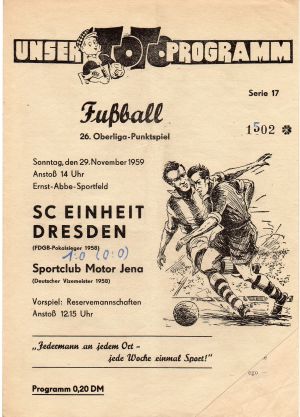 UNSER TOTO PROGRAMM
Serie 17
Fußball
1502 ✽
26. Oberliga-Punktspiel
Sonntag, den 29. November 1959
Anstoß 14 Uhr
Ernst-Abbe-Sportfeld
SC EINHEIT
DRESDEN
(FDGB-Pokalsieger 1958)
1:0 (0:0)
Sportclub Motor Jena
(Deutscher Vizemeister 1958)
Vorspiel: Reservemannschaften
Anstoß 12.15 Uhr
„Jedermann an jedem Ort -
jede Woche einmal Sport!"
ego
Programm 0,20 DM